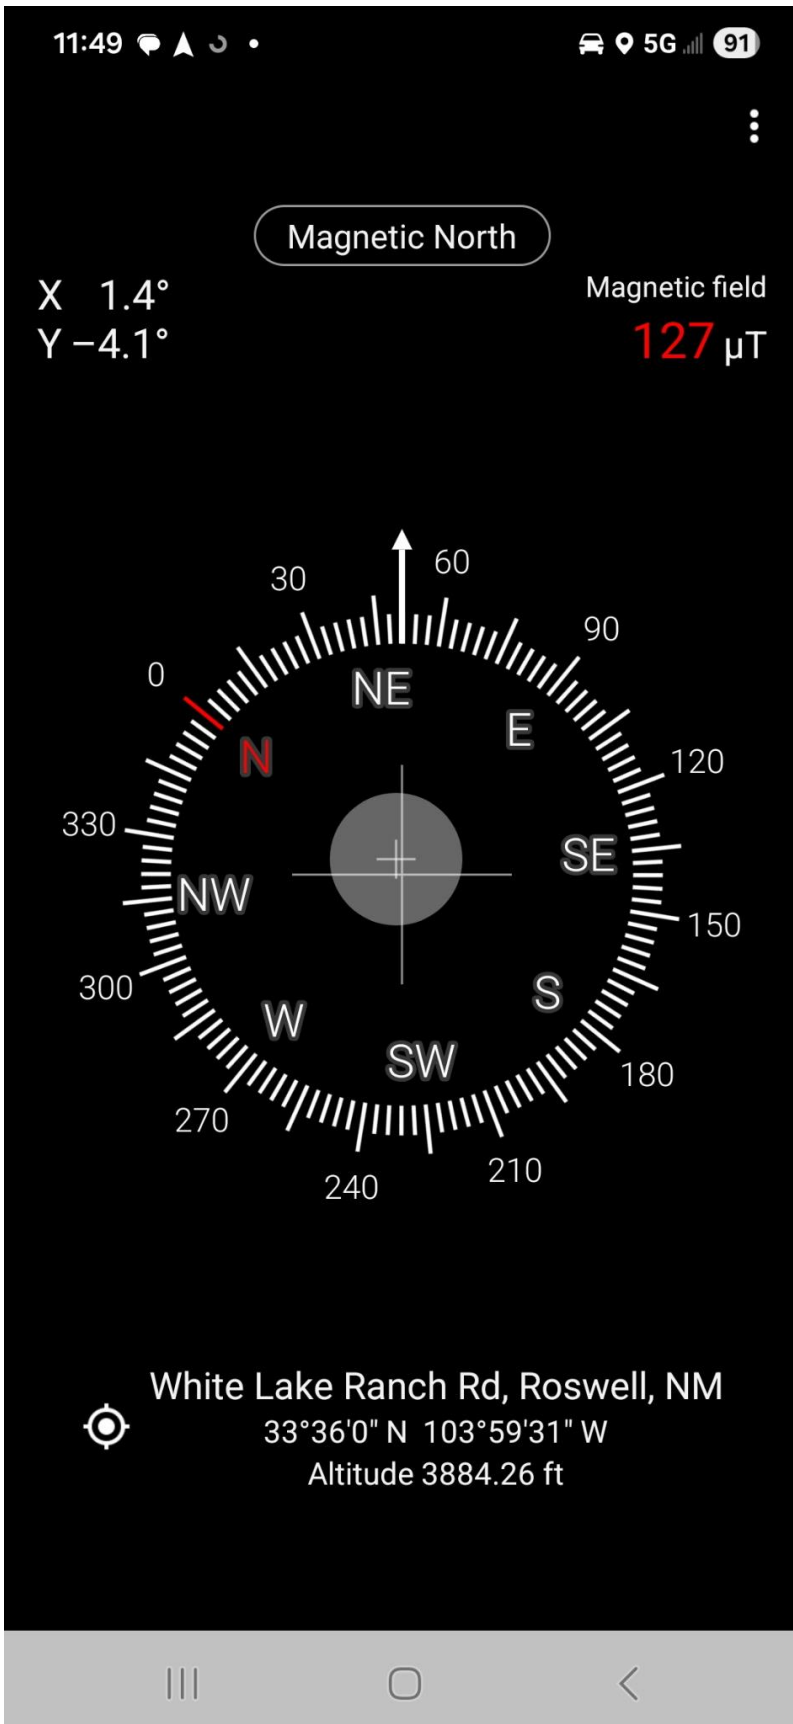 11:49 5G 91
Magnetic North
X 1.4° Magnetic field
Y −4.1° 127 µT
60
30
90
0
NE
E
N
120
330
SE
NW
150
300
S
W
SW
180
270
210
240
White Lake Ranch Rd, Roswell, NM
33°36'0" N 103°59'31" W
Altitude 3884.26 ft